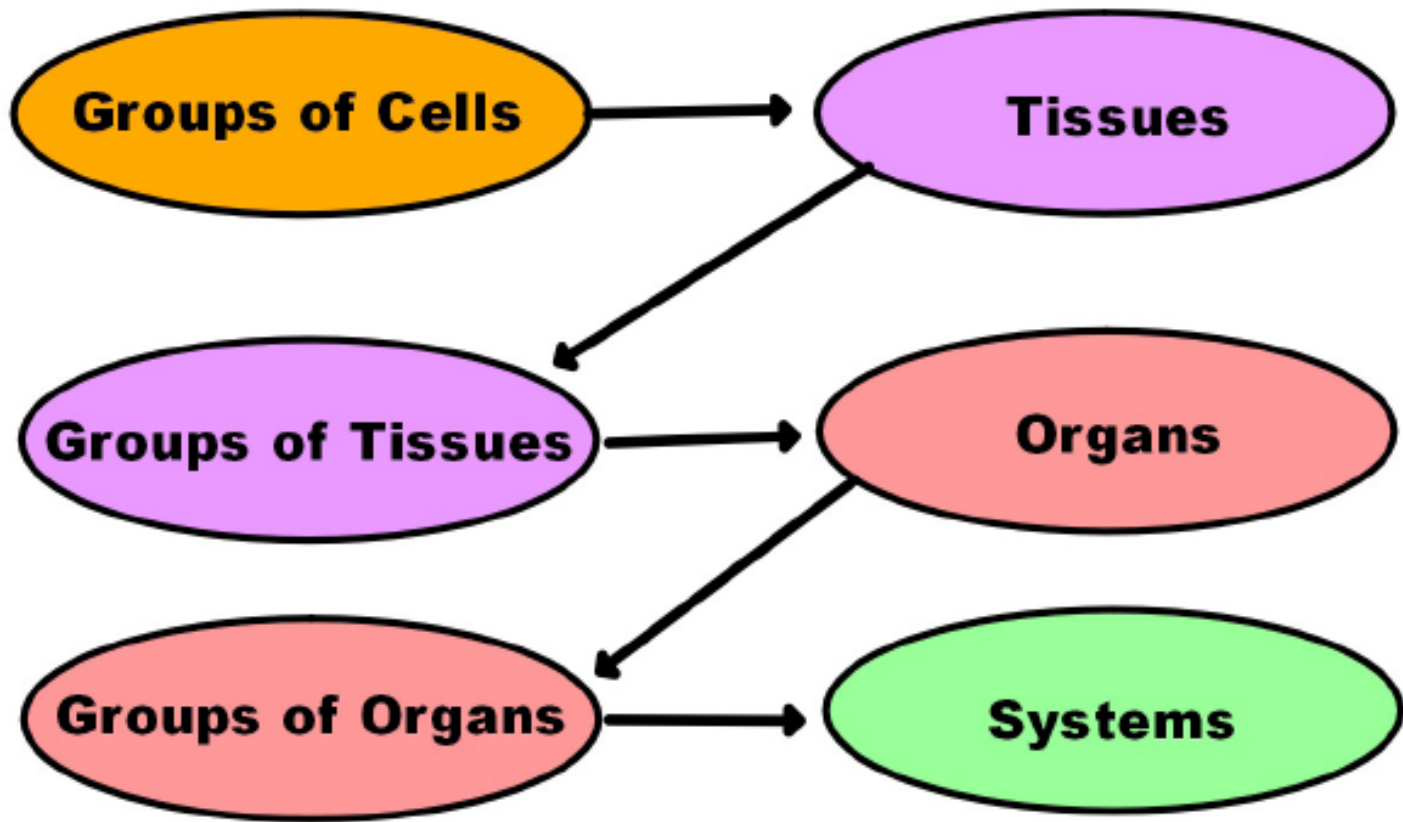 Groups of Cells
Tissues
Groups of Tissues
Organs
Groups of Organs
Systems